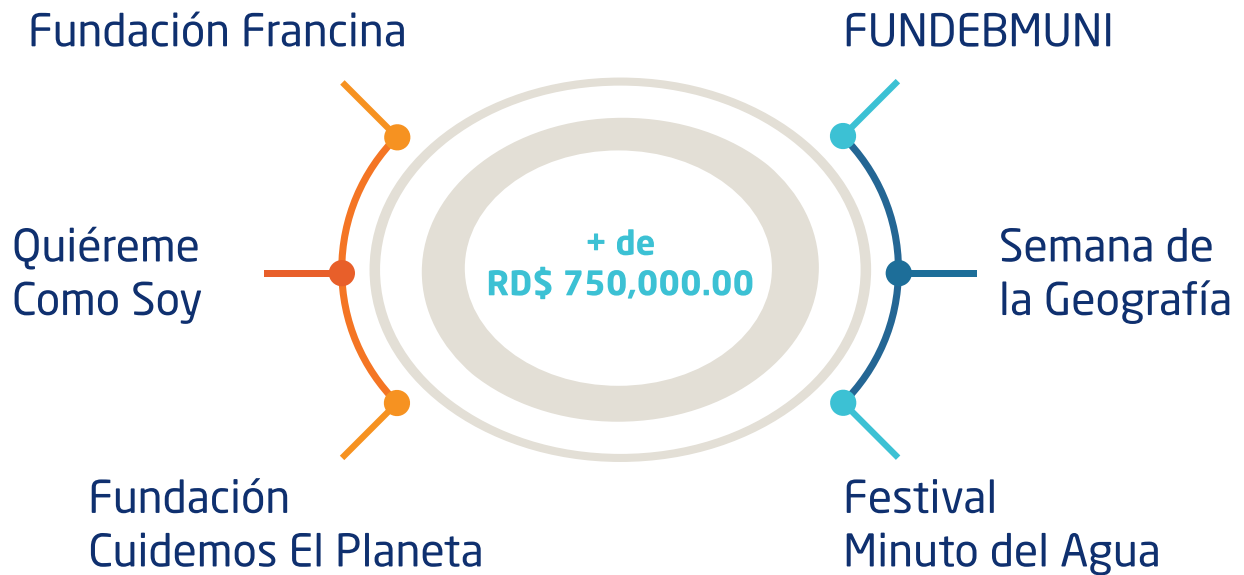 Fundación Francina
FUNDEBMUNI
Quiéreme
Como Soy
+ de
RD$ 750,000.00
Semana de
la Geografía
Fundación
Cuidemos El Planeta
Festival
Minuto del Agua